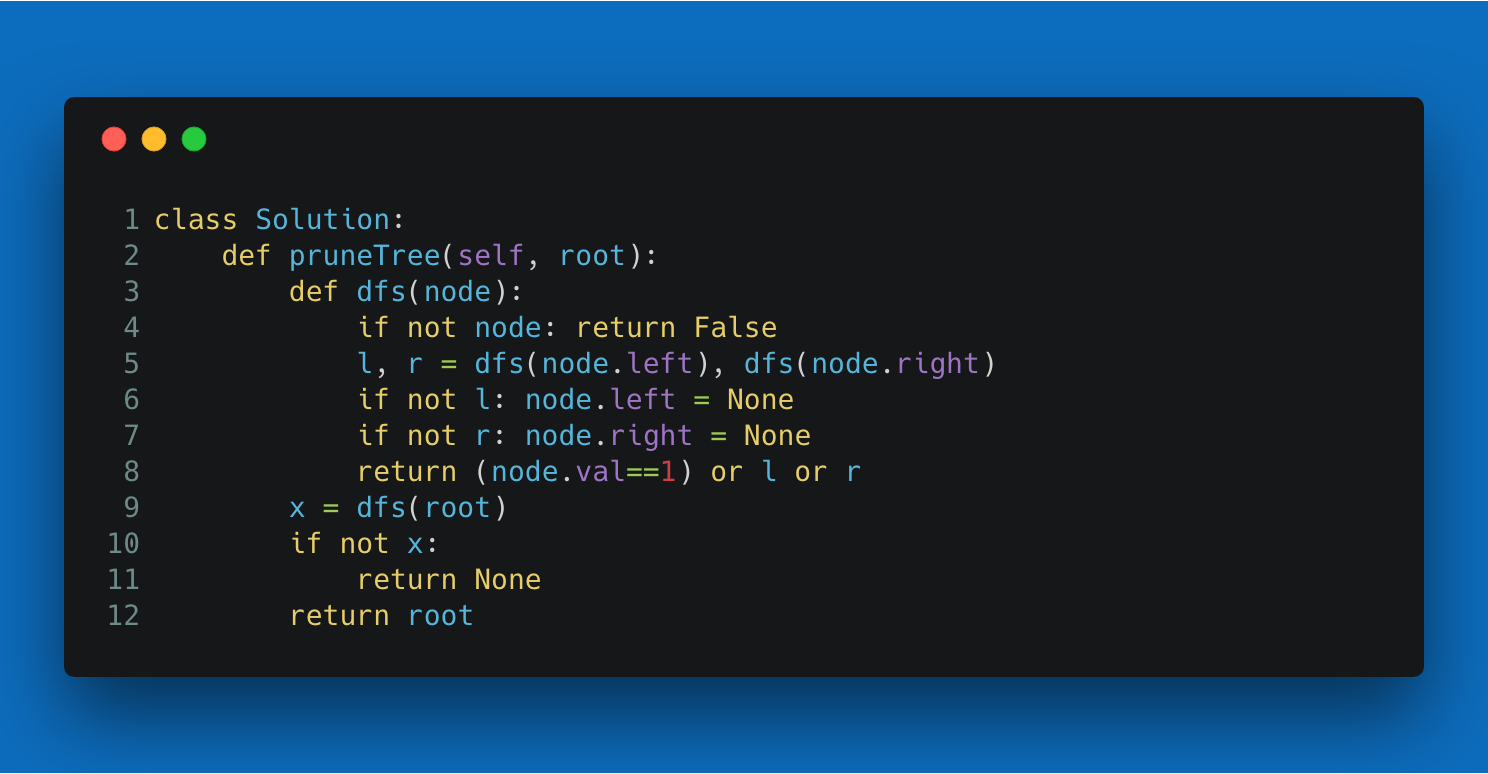 1 class Solution:
2     def pruneTree(self, root):
3         def dfs(node):
4             if not node: return False
5             l, r = dfs(node.left), dfs(node.right)
6             if not l: node.left = None
7             if not r: node.right = None
8             return (node.val==1) or l or r
9         x = dfs(root)
10         if not x:
11             return None
12         return root